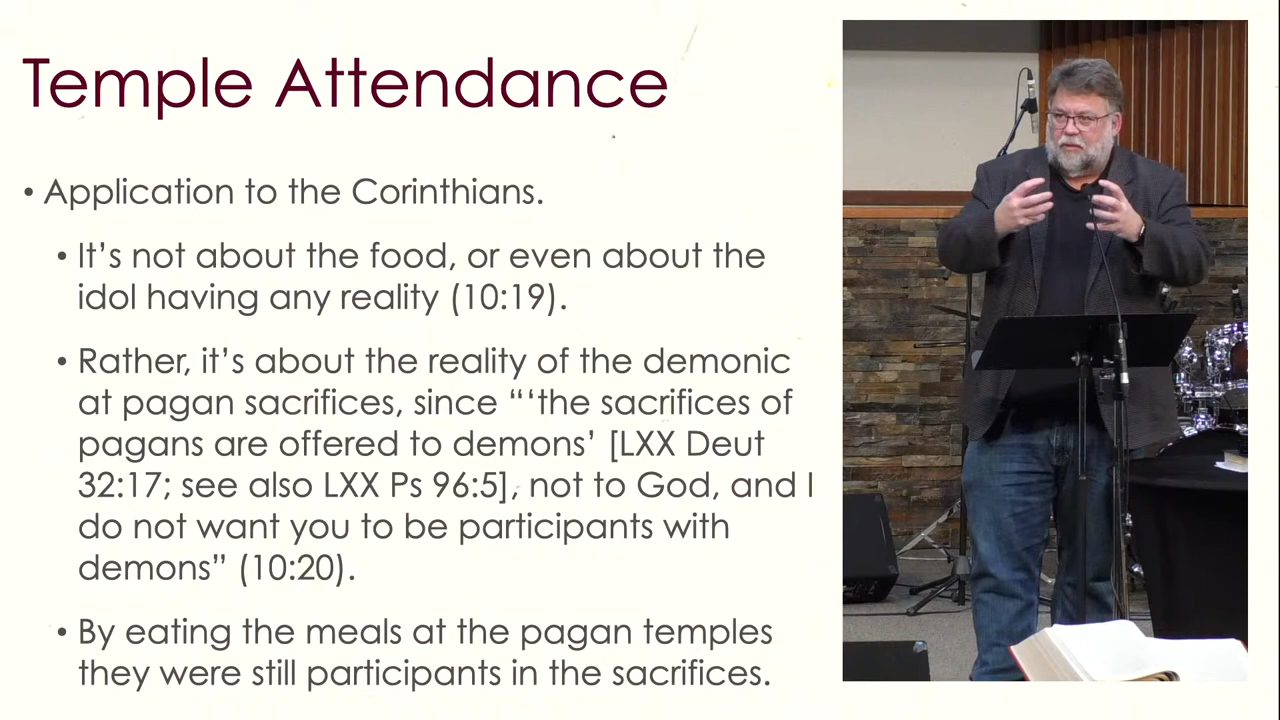 Temple Attendance
• Application to the Corinthians.
• It’s not about the food, or even about the
idol having any reality (10:19).
• Rather, it’s about the reality of the demonic
at pagan sacrifices, since “‘the sacrifices of
pagans are offered to demons’ [LXX Deut
32:17; see also LXX Ps 96:5], not to God, and I
do not want you to be participants with
demons” (10:20).
• By eating the meals at the pagan temples
they were still participants in the sacrifices.